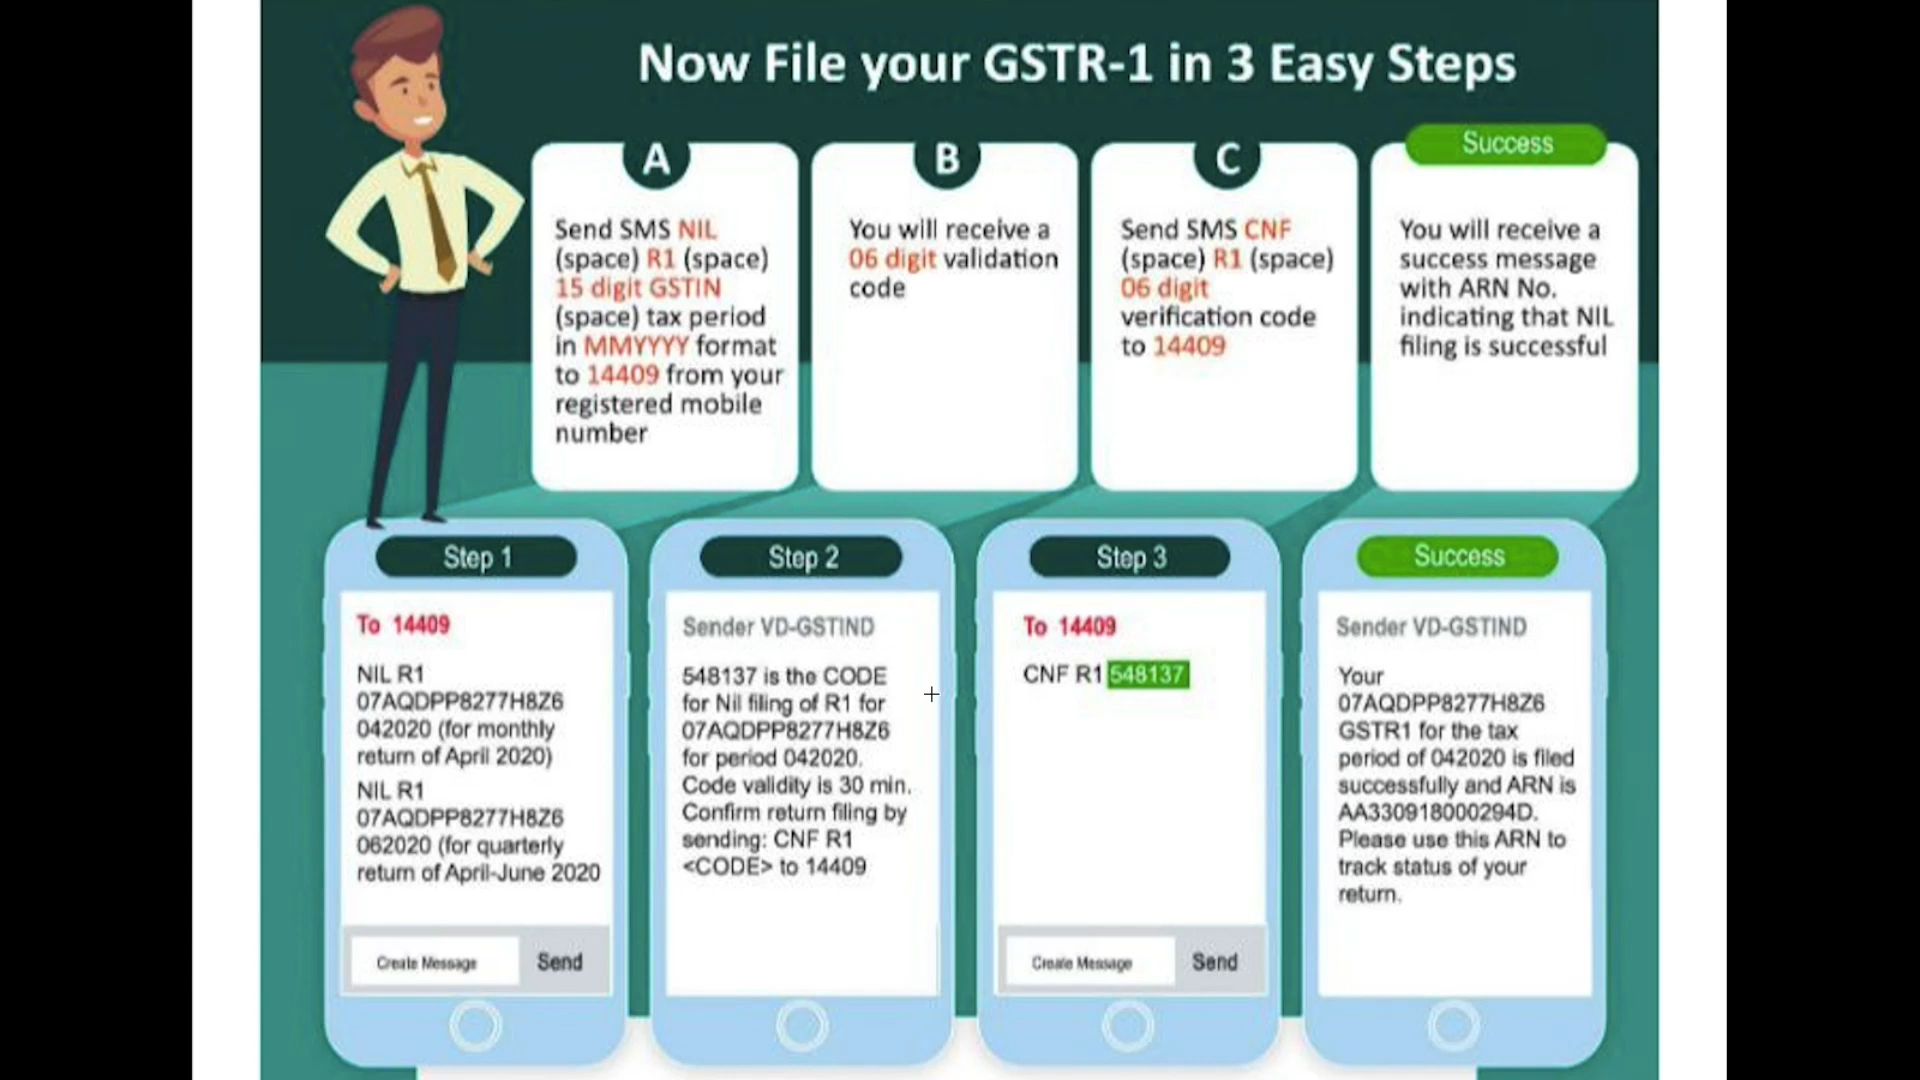 Now File your GSTR-1 in 3 Easy Steps
A
Send SMS NIL
(space) R1 (space)
15 digit GSTIN
(space) tax period
in MMYYYY format
to 14409 from your
registered mobile
number
B
You will receive a
06 digit validation
code
C
Send SMS CNF
(space) R1 (space)
06 digit
verification code
to 14409
Success
You will receive a
success message
with ARN No.
indicating that NIL
filing is successful
Step 1
To 14409
NIL R1
07AQDPP8277H8Z6
042020 (for monthly
return of April 2020)
NIL R1
07AQDPP8277H8Z6
062020 (for quarterly
return of April-June 2020
Create Message
Send
Step 2
Sender VD-GSTIND
548137 is the CODE
for Nil filing of R1 for
07AQDPP8277H8Z6
for period 042020.
Code validity is 30 min.
Confirm return filing by
sending: CNF R1
<CODE> to 14409
Step 3
To 14409
CNF R1 548137
Create Message
Send
Success
Sender VD-GSTIND
Your
07AQDPP8277H8Z6
GSTR1 for the tax
period of 042020 is filed
successfully and ARN is
AA330918000294D.
Please use this ARN to
track status of your
return.